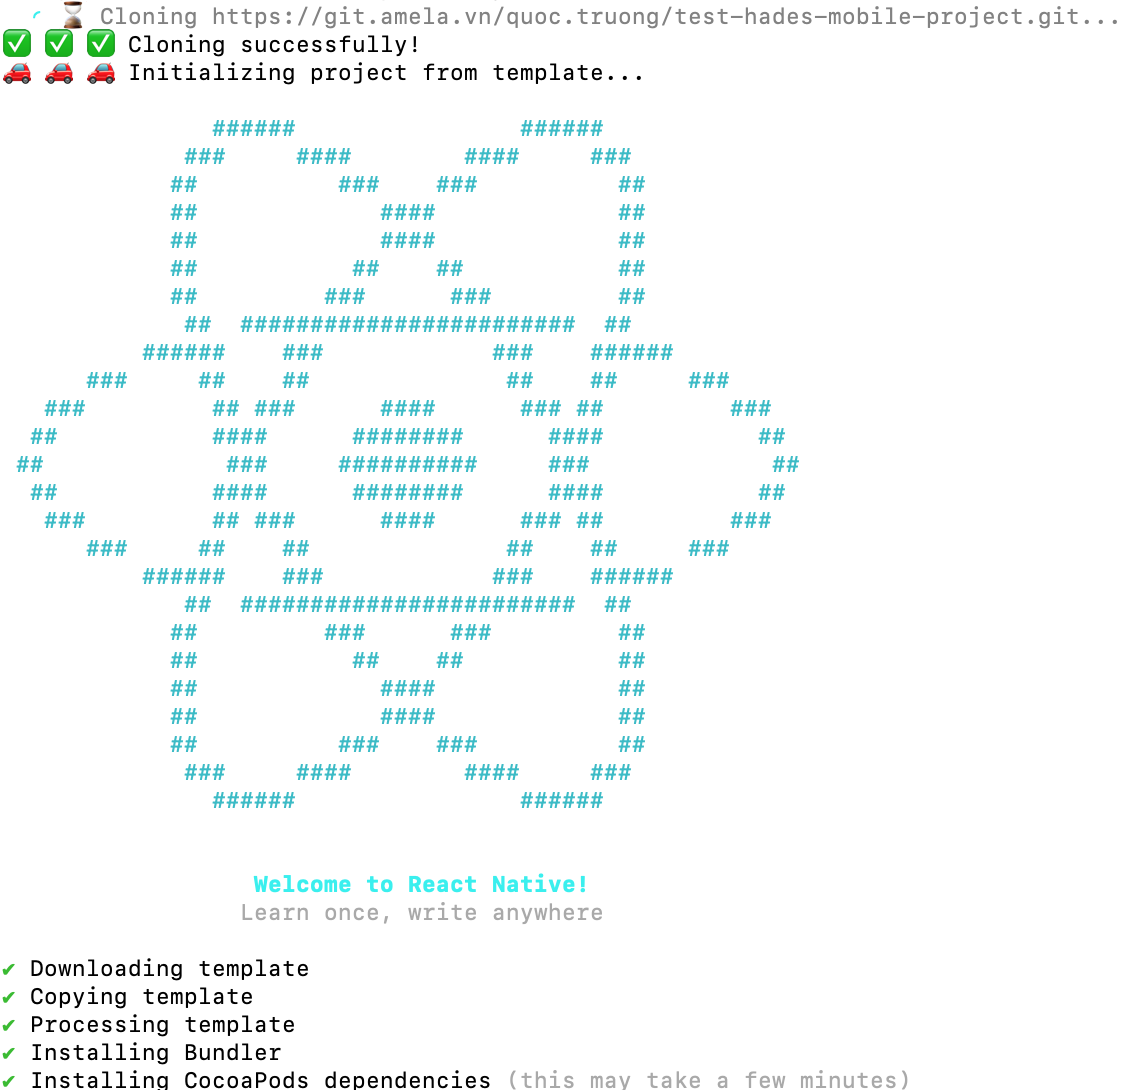 ⏳ Cloning https://git.amela.vn/quoc.truong/test-hades-mobile-project.git...
✅ ✅ ✅ Cloning successfully!
🚗 🚗 🚗 Initializing project from template...
               ######                ######
             ###     ####        ####     ###
            ##          ###    ###          ##
            ##             ####             ##
            ##             ####             ##
            ##           ##    ##           ##
            ##         ###      ###         ##
             ##  ########################  ##
          ######    ###            ###    ######
      ###     ##    ##              ##    ##     ###
   ###         ## ###      ####      ### ##         ###
  ##           ####      ########      ####           ##
 ##             ###     ##########     ###             ##
  ##           ####      ########      ####           ##
   ###         ## ###      ####      ### ##         ###
      ###     ##    ##              ##    ##     ###
          ######    ###            ###    ######
             ##  ########################  ##
            ##         ###      ###         ##
            ##           ##    ##           ##
            ##             ####             ##
            ##             ####             ##
            ##          ###    ###          ##
             ###     ####        ####     ###
               ######                ######
Welcome to React Native!
Learn once, write anywhere
✔ Downloading template
✔ Copying template
✔ Processing template
✔ Installing Bundler
✔ Installing CocoaPods dependencies (this may take a few minutes)